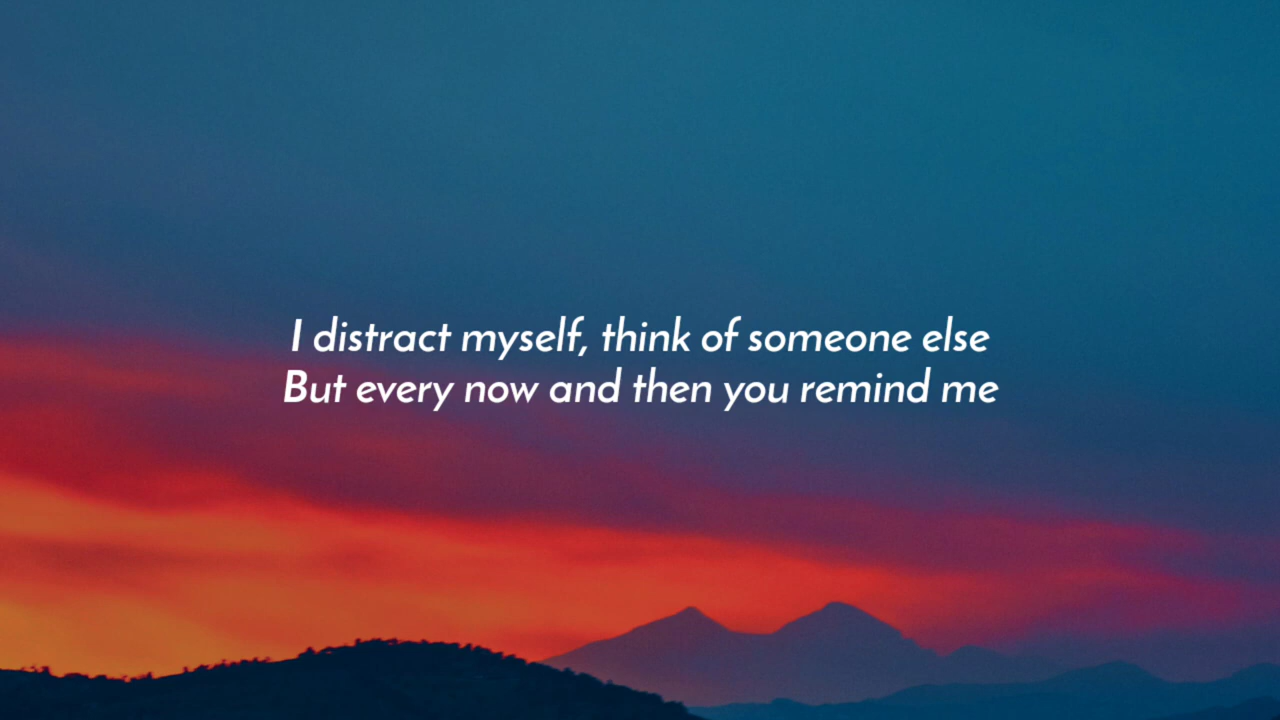 I distract myself, think of someone else
But every now and then you remind me